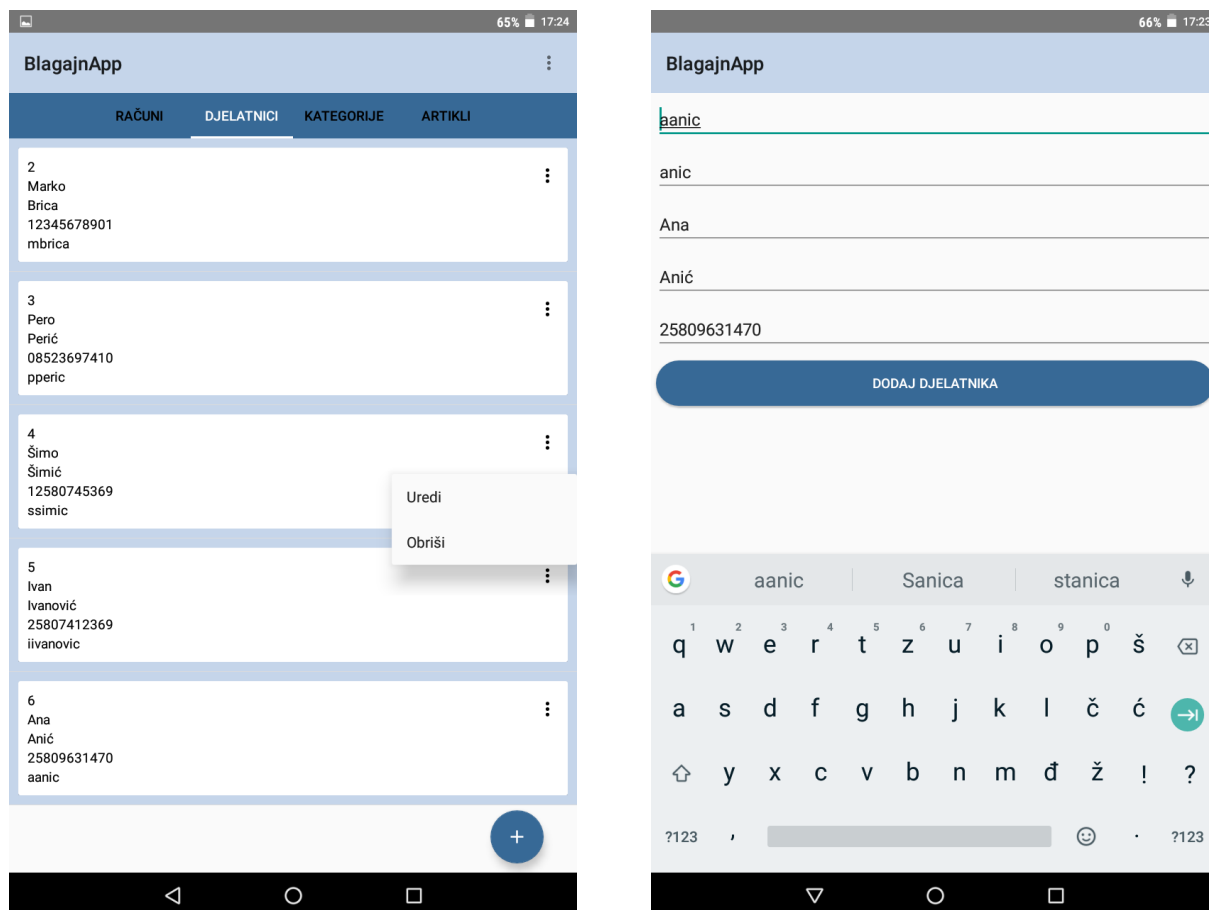 65% 17:24
BlagajnApp
RAČUNI DJELATNICI KATEGORIJE ARTIKLI
2
Marko
Brica
12345678901
mbrica
3
Pero
Perić
08523697410
pperic
4
Šimo
Šimić
12580745369
ssimic
Uredi
Obriši
5
Ivan
Ivanović
25807412369
iivanovic
6
Ana
Anić
25809631470
aanic
+
66% 17:23
BlagajnApp
aanic
anic
Ana
Anić
25809631470
DODAJ DJELATNIKA
G aanic Sanica stanica
1 2 3 4 5 6 7 8 9 0
q w e r t z u i o p š
a s d f g h j k l č ć
y x c v b n m đ ž ! ?
?123 , . ?123